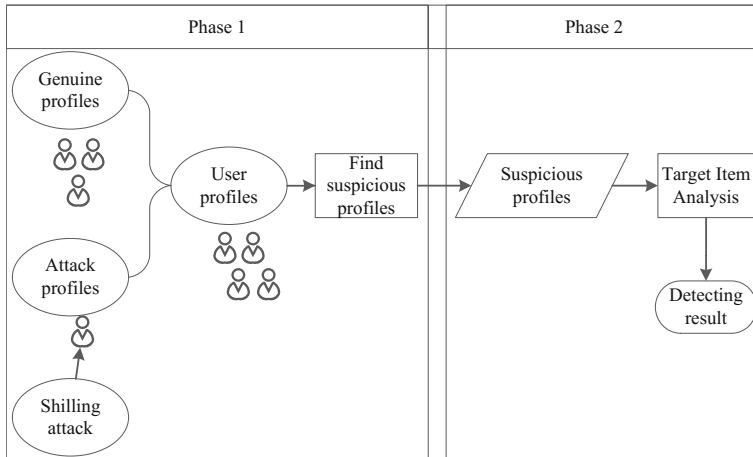 Phase 1
Phase 2
Genuine
profiles
User
profiles
Find
suspicious
profiles
Suspicious
profiles
Target Item
Analysis
Attack
profiles
Detecting
result
Shilling
attack